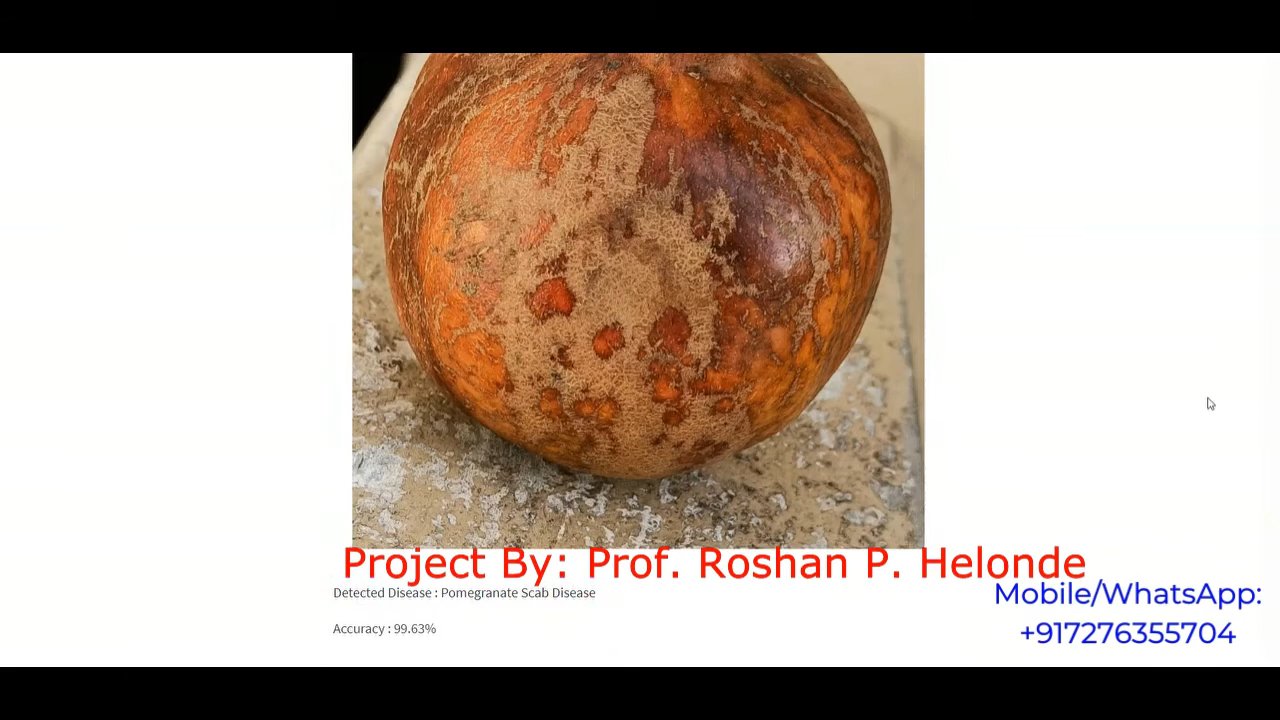 Project By: Prof. Roshan P. Helonde
Detected Disease : Pomegranate Scab Disease
Mobile/WhatsApp:
Accuracy : 99.63%
+917276355704